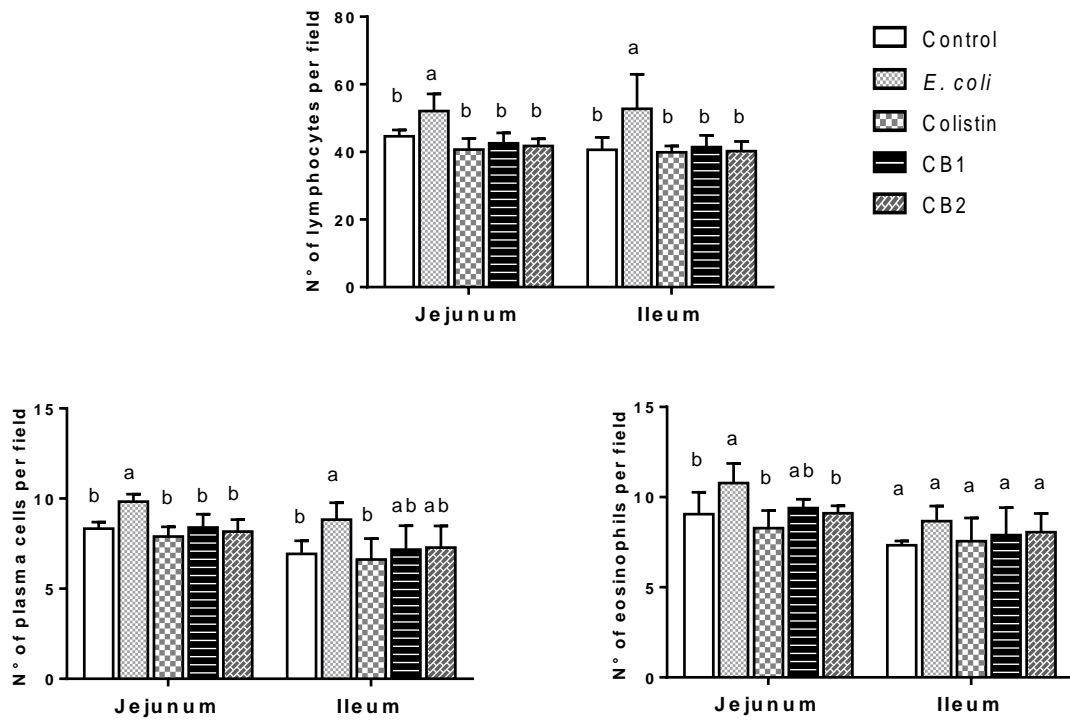 N° of lymphocytes per field
80
60
40
20
0
b a b b b
b a b b b
Jejunum Ileum
Control
E. coli
Colistin
CB1
CB2
N° of plasma cells per field
15
10
5
0
b a b b b
b a b ab ab
Jejunum Ileum
N° of eosinophils per field
15
10
5
0
b a b ab b
a a a a a
Jejunum Ileum